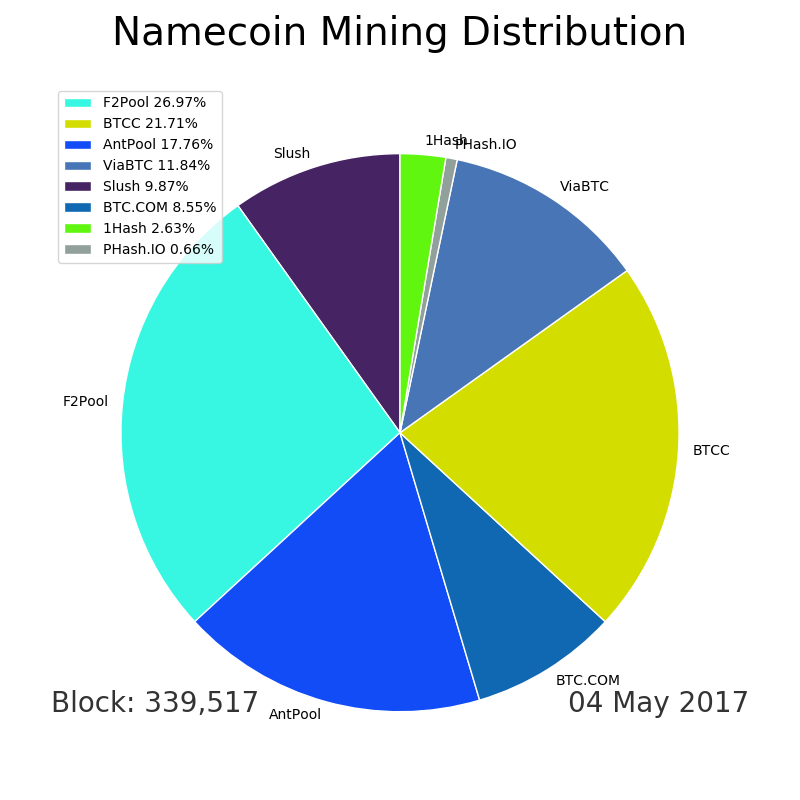 Namecoin Mining Distribution
F2Pool 26.97%
BTCC 21.71%
AntPool 17.76%
ViaBTC 11.84%
Slush 9.87%
BTC.COM 8.55%
1Hash 2.63%
PHash.IO 0.66%
1Hash
PHash.IO
Slush
ViaBTC
F2Pool
BTCC
BTC.COM
Block: 339,517
04 May 2017
AntPool